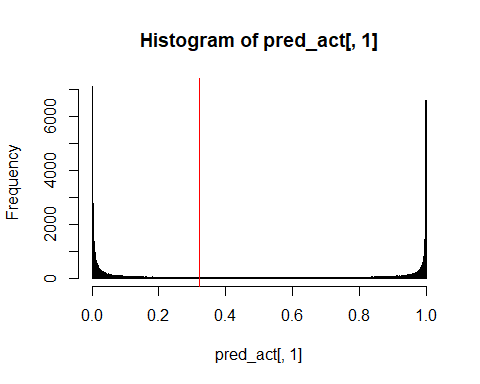 Histogram of pred_act[, 1]
Frequency
6000
4000
2000
0
0.0 0.2 0.4 0.6 0.8 1.0
pred_act[, 1]